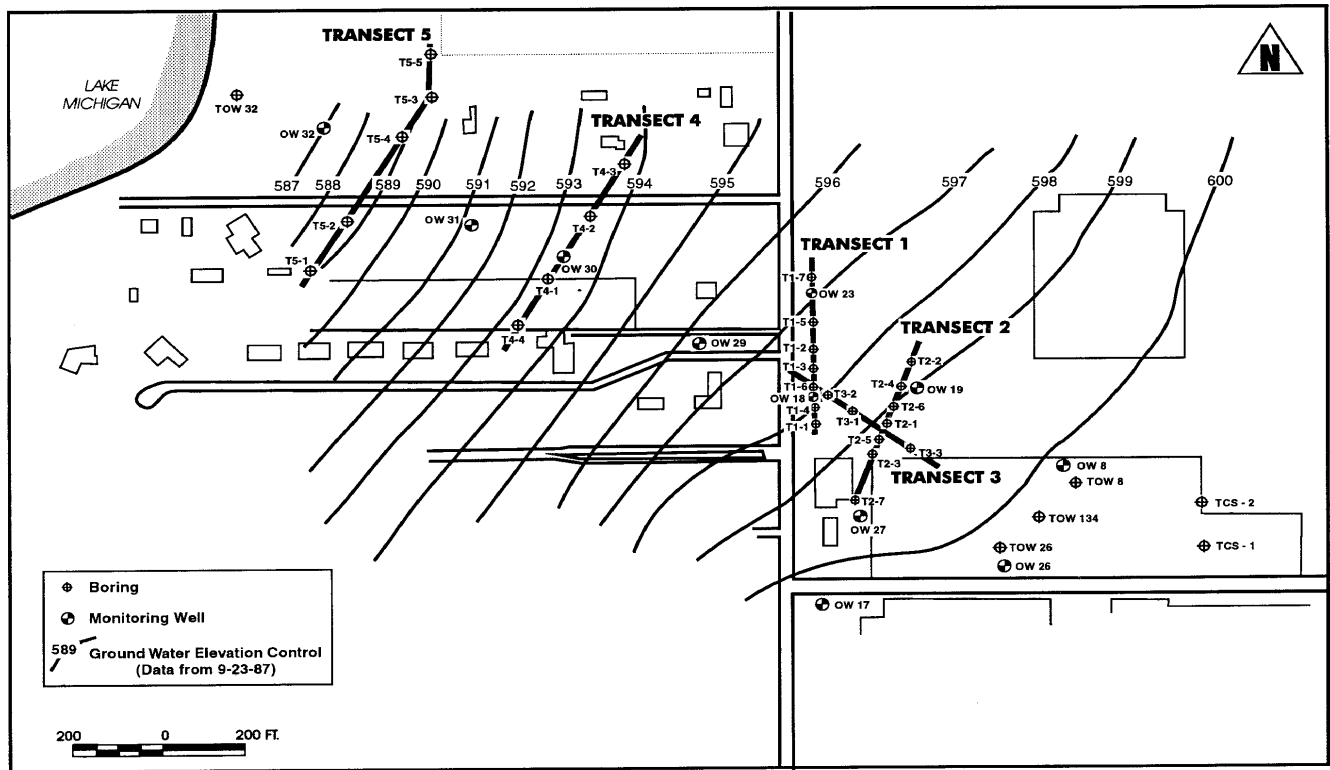 TRANSECT 5
N
T5-5
LAKE
MICHIGAN
TOW 32
T5-3
OW 32
T5-4
TRANSECT 4
T4-3
587
588
589
590
591
592
593
594
595
596
597
598
599
600
T5-2
OW 31
T4-2
T5-1
OW 30
T4-1
TRANSECT 1
T1-7
OW 23
T4-4
T1-5
TRANSECT 2
OW 29
T1-2
T2-2
T1-3
T1-6
T2-4
OW 19
OW 18
T3-2
T1-4
T3-1
T2-6
T1-1
T2-1
T2-5
T3-3
T2-3
TRANSECT 3
OW 8
TOW 8
T2-7
TCS - 2
OW 27
TOW 134
TOW 26
TCS - 1
OW 26
OW 17
Boring
Monitoring Well
589 Ground Water Elevation Control
(Data from 9-23-87)
200 0 200 FT.